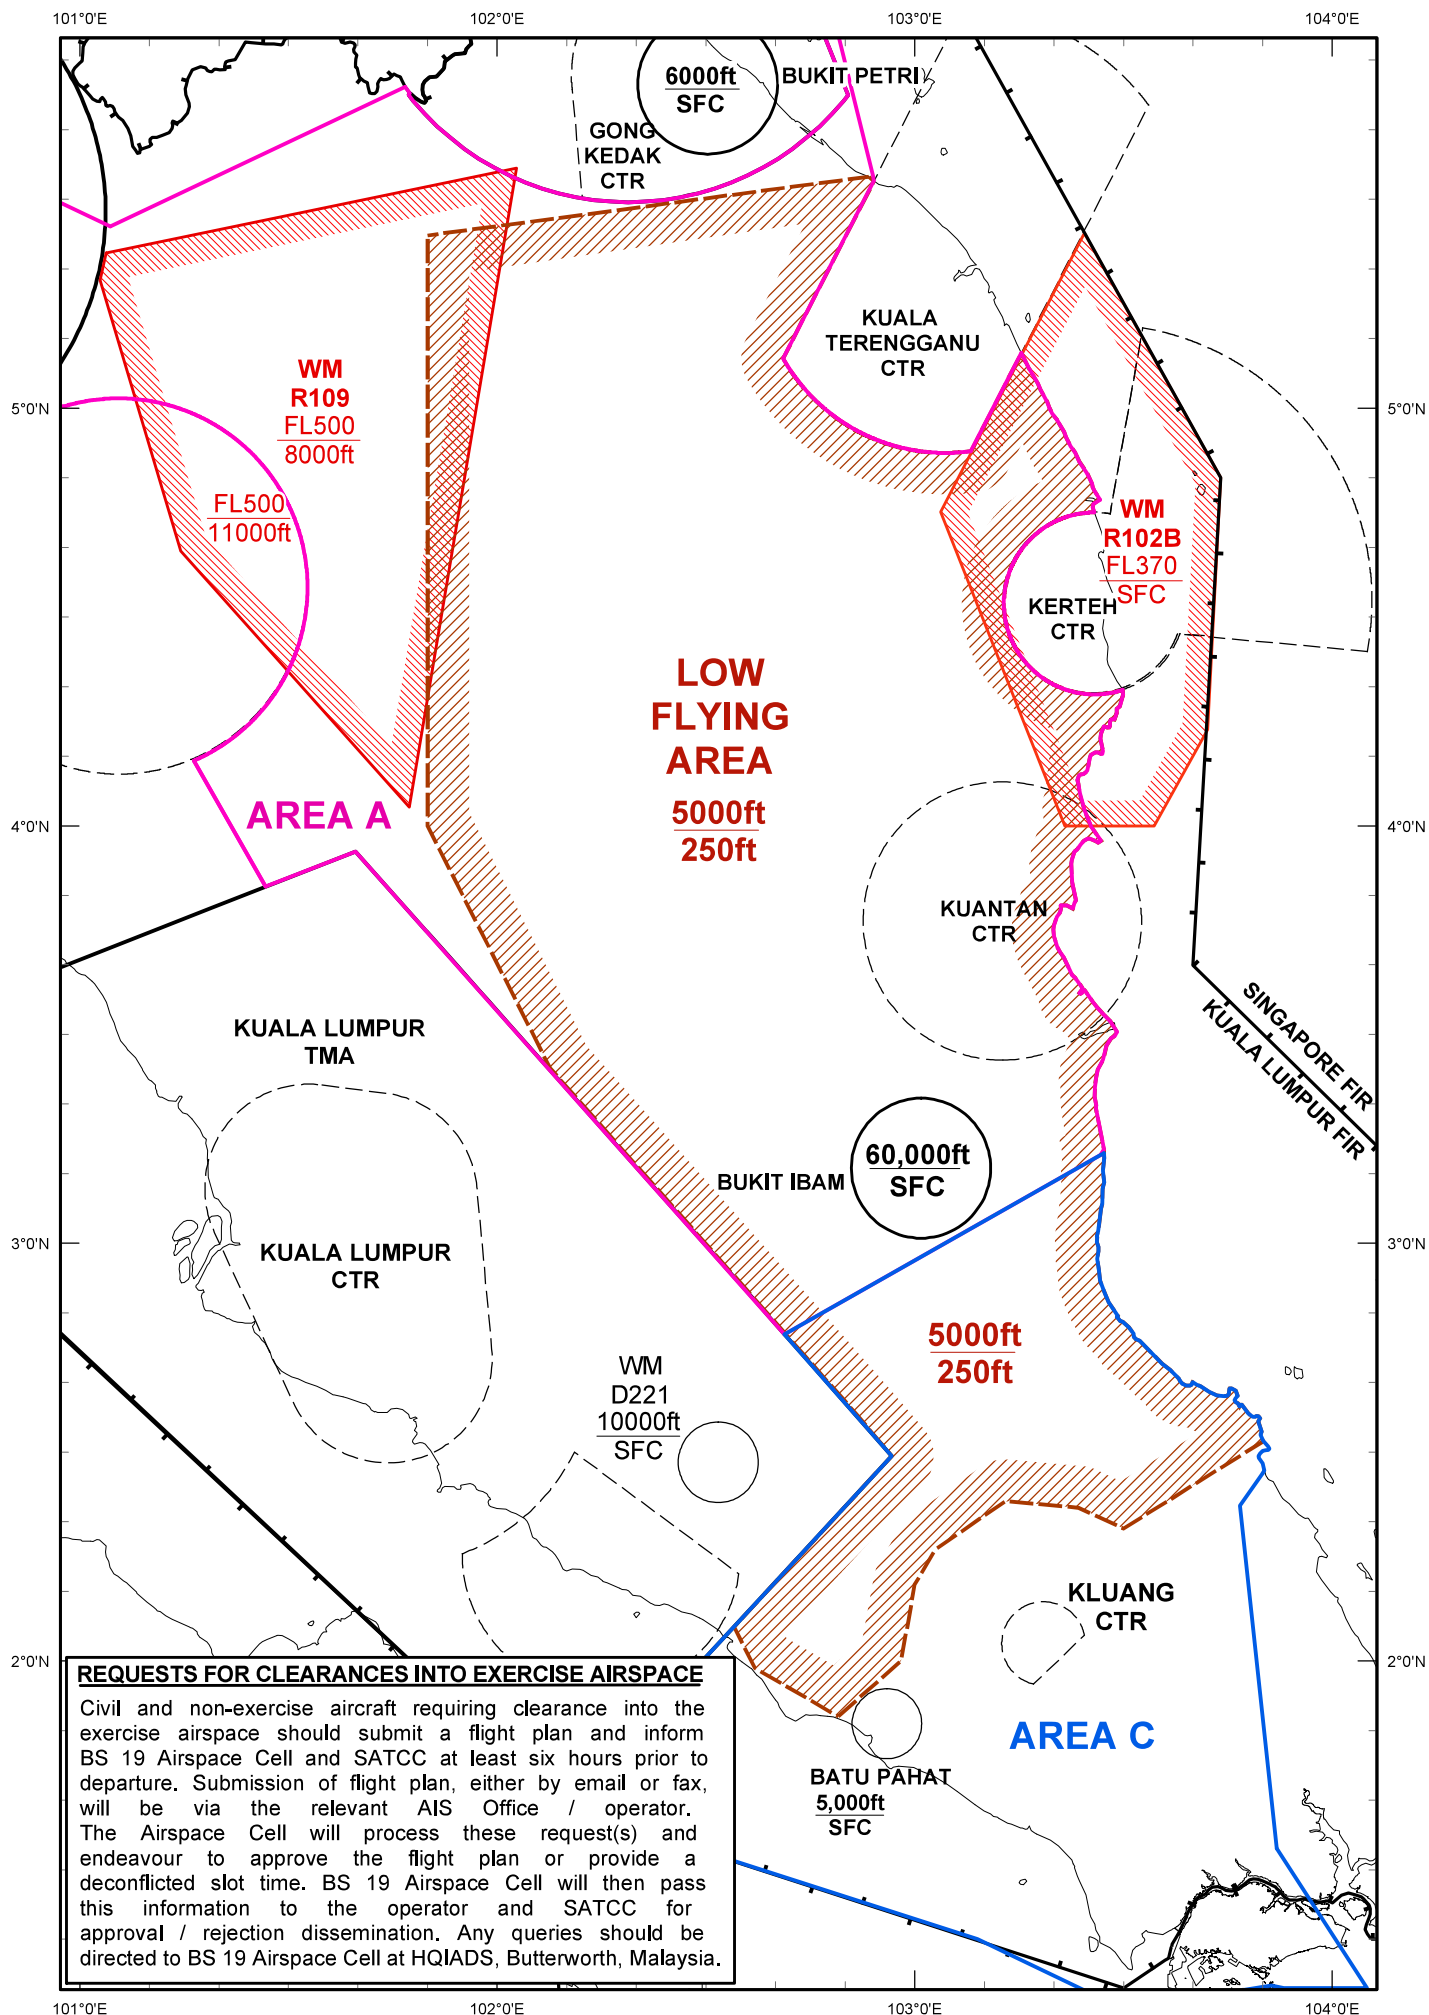 101°0'E
102°0'E
103°0'E
104°0'E
6000ft
SFC
BUKIT PETRI
GONG
KEDAK
CTR
KUALA
TERENGGANU
CTR
WM
R109
FL500
8000ft
5°0'N
5°0'N
FL500
11000ft
WM
R102B
FL370
SFC
KERTEH
CTR
LOW
FLYING
AREA
5000ft
250ft
AREA A
4°0'N
4°0'N
KUANTAN
CTR
KUALA LUMPUR
TMA
SINGAPORE FIR
KUALA LUMPUR FIR
60,000ft
SFC
BUKIT IBAM
3°0'N
3°0'N
KUALA LUMPUR
CTR
5000ft
250ft
WM
D221
10000ft
SFC
KLUANG
CTR
2°0'N
2°0'N
AREA C
BATU PAHAT
5,000ft
SFC
REQUESTS FOR CLEARANCES INTO EXERCISE AIRSPACE
Civil and non-exercise aircraft requiring clearance into the
exercise airspace should submit a flight plan and inform
BS 19 Airspace Cell and SATCC at least six hours prior to
departure. Submission of flight plan, either by email or fax,
will be via the relevant AIS Office / operator.
The Airspace Cell will process these request(s) and
endeavour to approve the flight plan or provide a
deconflicted slot time. BS 19 Airspace Cell will then pass
this information to the operator and SATCC for
approval / rejection dissemination. Any queries should be
directed to BS 19 Airspace Cell at HQIADS, Butterworth, Malaysia.
101°0'E
102°0'E
103°0'E
104°0'E